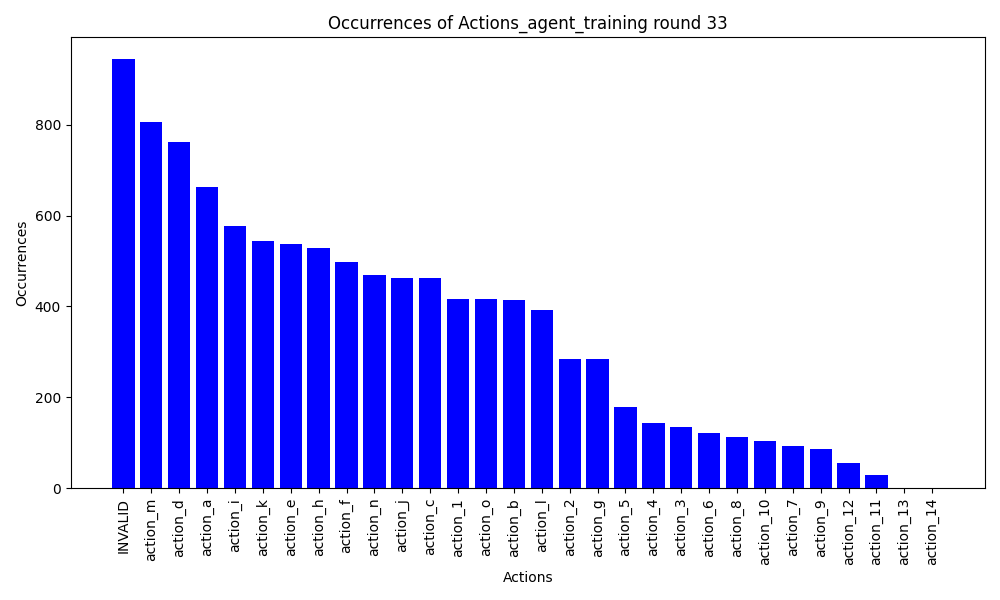 Occurrences of Actions_agent_training round 33
Occurrences
800
600
400
200
0
INVALID
action_m
action_d
action_a
action_i
action_k
action_e
action_h
action_f
action_n
action_j
action_c
action_1
action_o
action_b
action_l
action_2
action_g
action_5
action_4
action_3
action_6
action_8
action_10
action_7
action_9
action_12
action_11
action_13
action_14
Actions